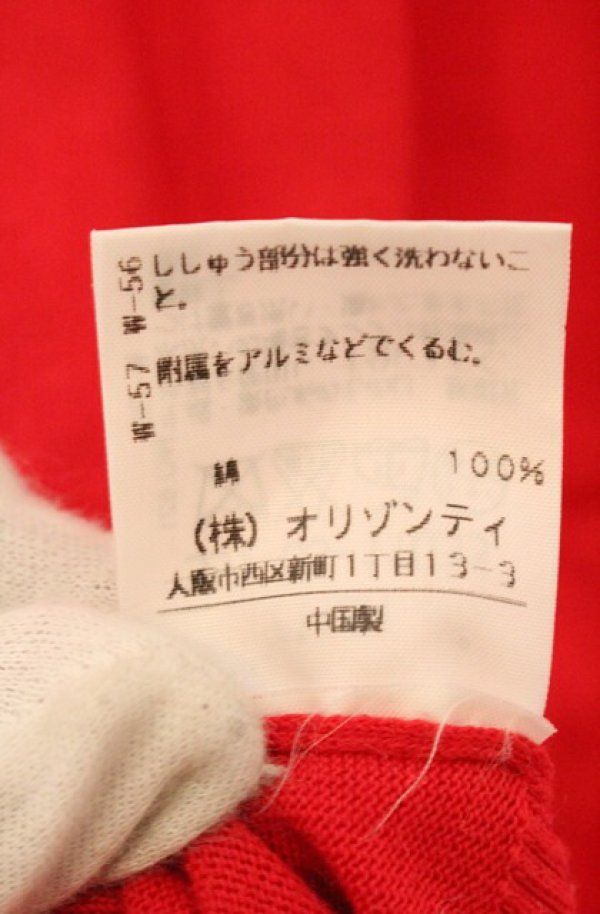 W-56 ししゅう部分は強く洗わないこ
と。
W-57 附属をアルミなどでくるむ。
綿 100%
(株) オリゾンティ
大阪市西区新町1丁目13-3
中国製